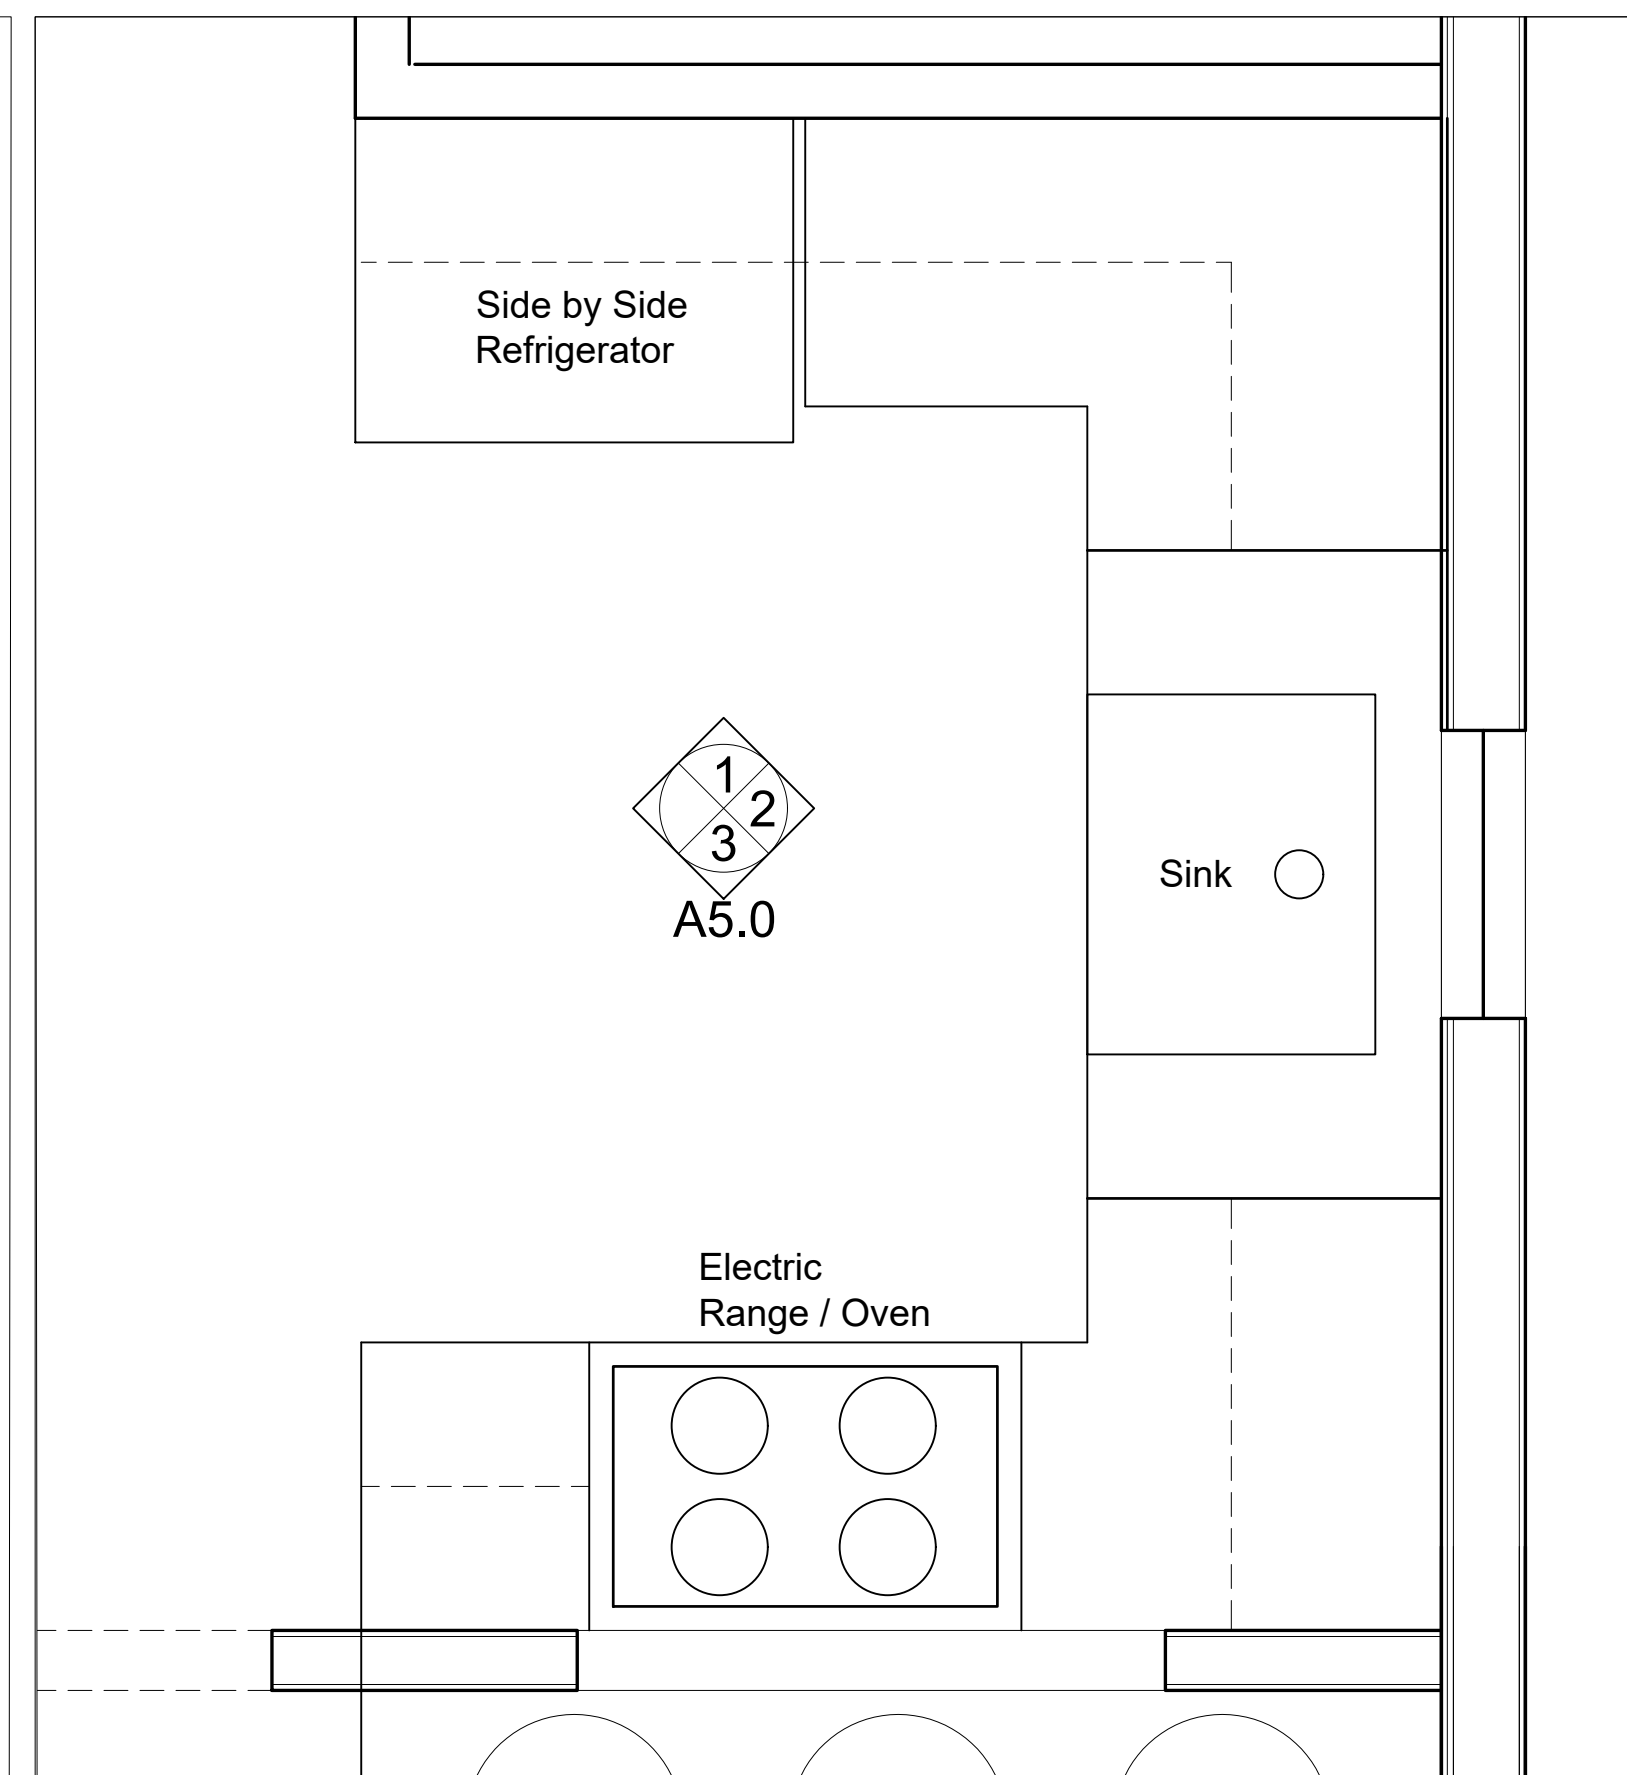 Side by Side
Refrigerator
1
2
3
A5.0
Sink
Electric
Range / Oven